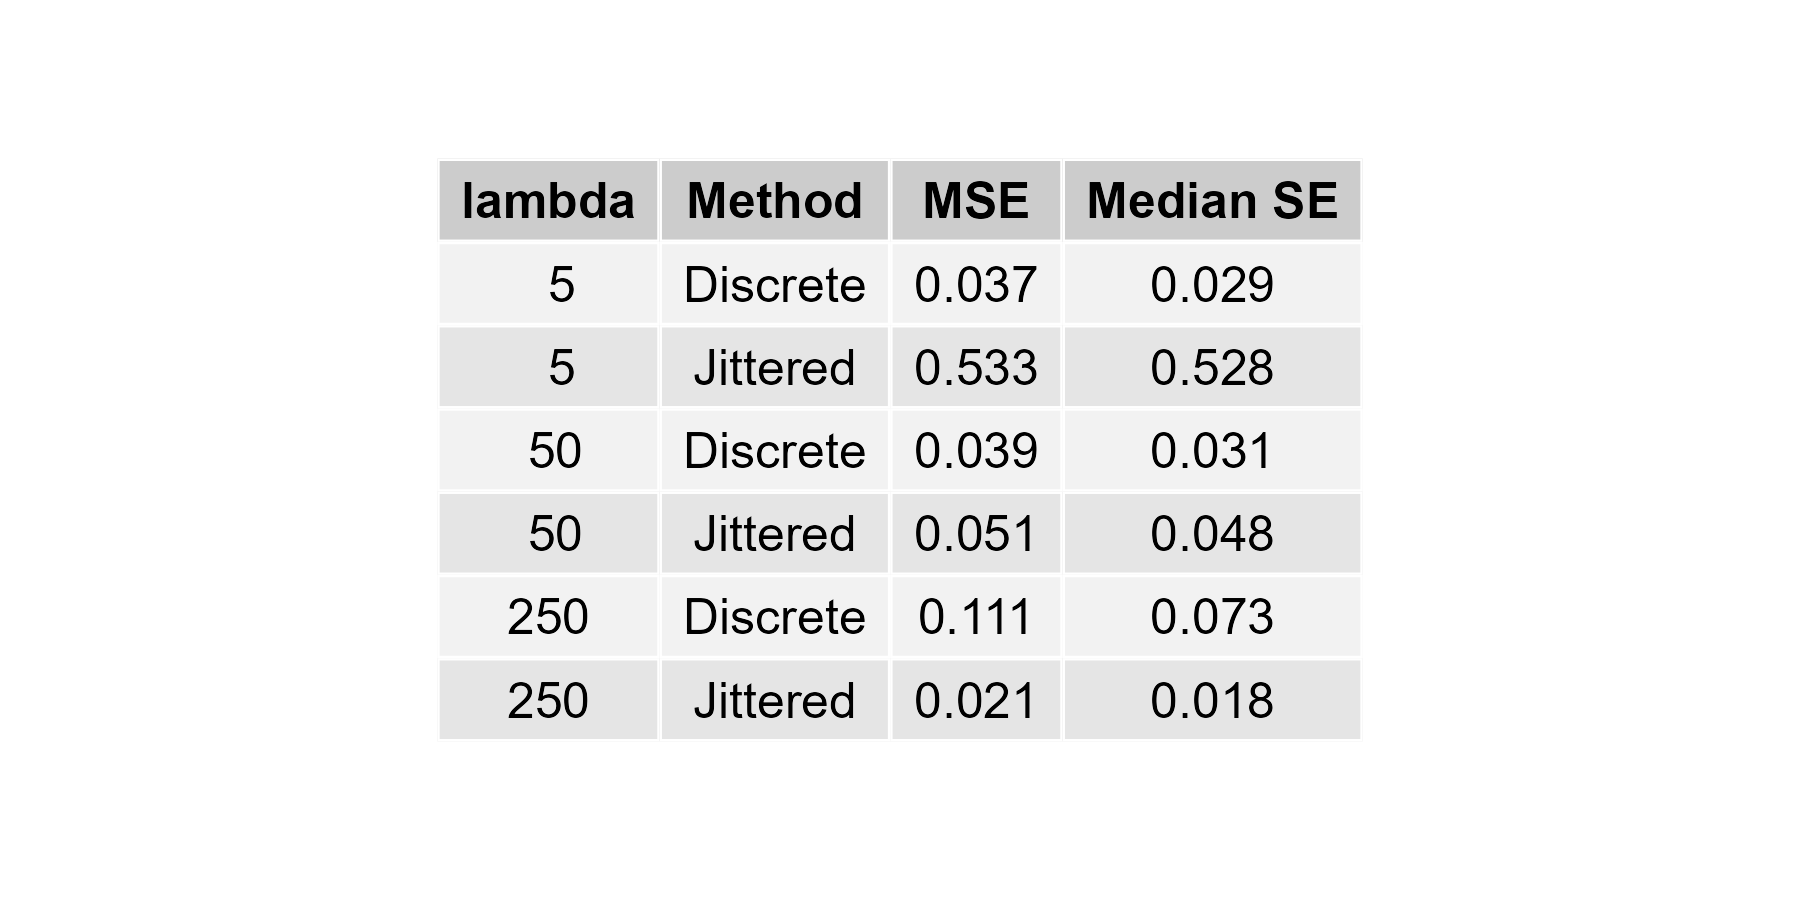 lambda Method MSE Median SE
5 Discrete 0.037 0.029
5 Jittered 0.533 0.528
50 Discrete 0.039 0.031
50 Jittered 0.051 0.048
250 Discrete 0.111 0.073
250 Jittered 0.021 0.018